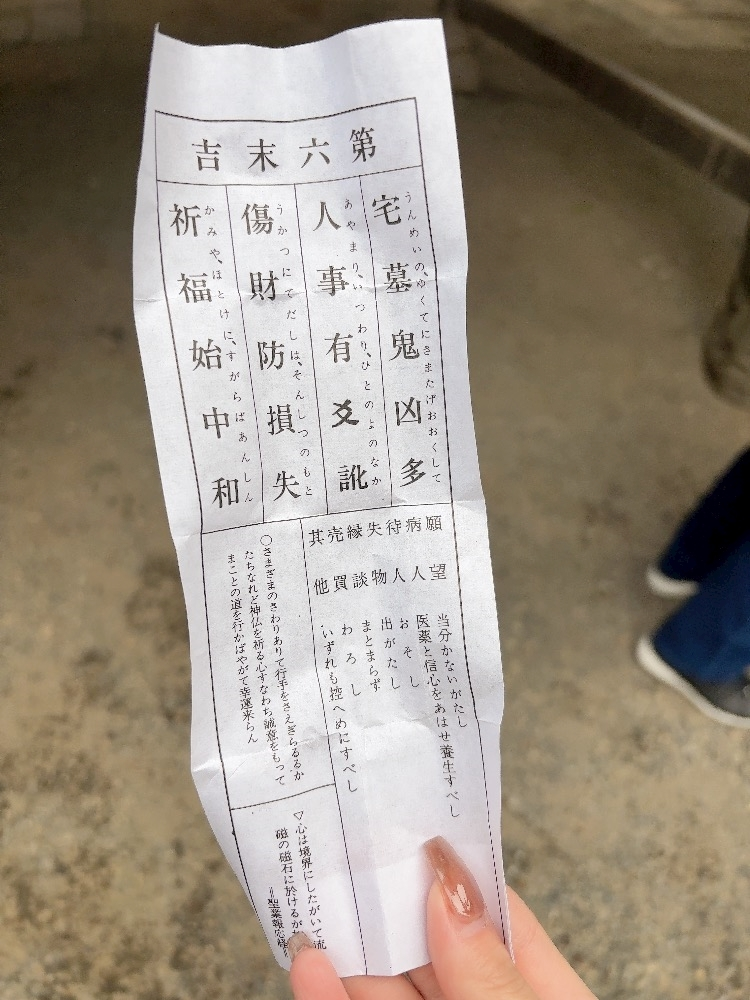 第六末吉
宅墓鬼凶多
うんめいの、ゆくてにさまたげおおくして
人事有爻訛
あやまり、いつわり、ひとのよのなか
傷財防損失
うかつにてだしは、そんしつのもと
祈福始中和
かみや、ほとけに、すがらばあんしん
願望 当分かないがたし
病人 医薬と信心をあはせ養生すべし
待人 おそし
失物 出がたし
縁談 まとまらず
売買 わろし
其他 いずれも控へめにすべし
〇さまざまのさわりありて行手をさえぎらるるか
たちなれど神仏を祈る心すなわち誠意をもって
まことの道を行かばやがて幸運来らん
▽心は境界にしたがいて流
磁の磁石に於けるが
＝聖業報応経＝